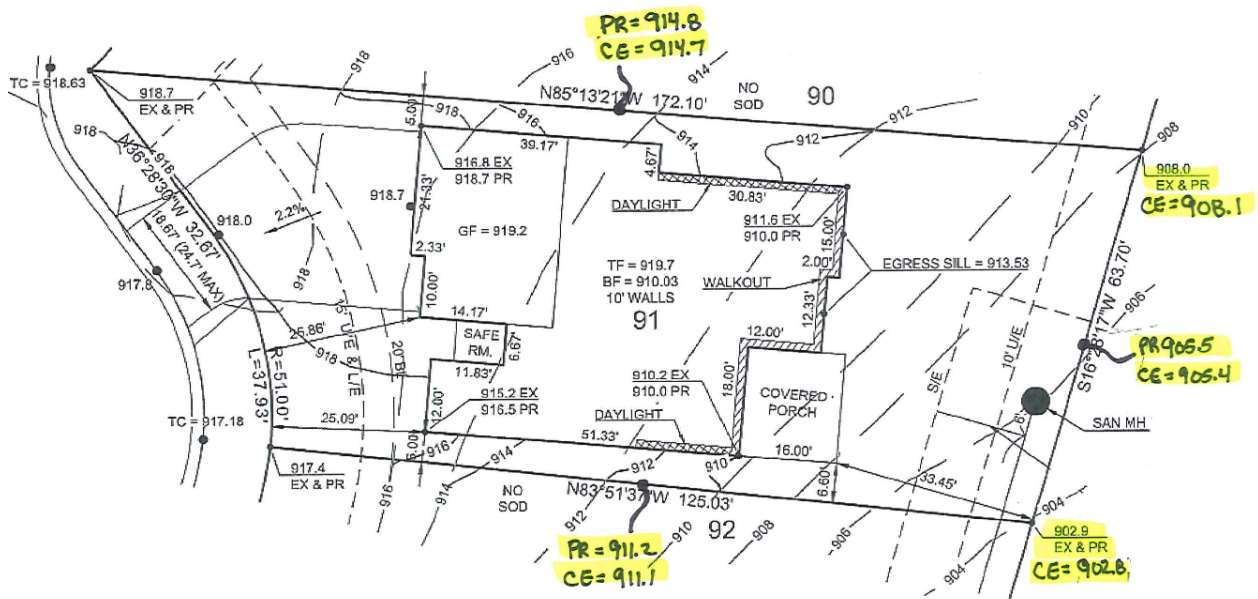 PR = 914.8
CE = 914.7
916
914
918
TC = 918.63
918.7
EX & PR
N85°13'21"W 172.10'
NO
SOD
90
912
910
908
918
5.00'
918
916
39.17'
914
912
918
918
N36°28'30"W 32.67'
18.67' (24.7' MAX)
916.8 EX
918.7 PR
4.67'
30.83'
DAYLIGHT
908.0
EX & PR
CE = 908.1
918.7
21.33'
GF = 919.2
911.6 EX
910.0 PR
15.00'
2.2%
918.0
2.33'
2.00'
EGRESS SILL = 913.53
TF = 919.7
BF = 910.03
10' WALLS
WALKOUT
918
917.8
10.00'
91
12.33'
S16°28'17"W 63.70'
906
14.17'
SAFE
RM.
6.67'
12.00'
25.86'
15' U/E & L/E
20' BL
918
11.83'
S/E
10' U/E
PR 905.5
CE = 905.4
R=51.00'
L=37.93'
915.2 EX
916.5 PR
12.00'
910.2 EX
910.0 PR
18.00'
COVERED
PORCH
DAYLIGHT
6'
SAN MH
TC = 917.18
25.09'
51.33'
16.00'
33.45'
917.4
EX & PR
916
914
912
910
6.60'
916
914
NO
SOD
N83°51'37"W 125.03'
912
92
910
908
906
904
904
902.9
EX & PR
CE = 902.8
PR = 911.2
CE = 911.1